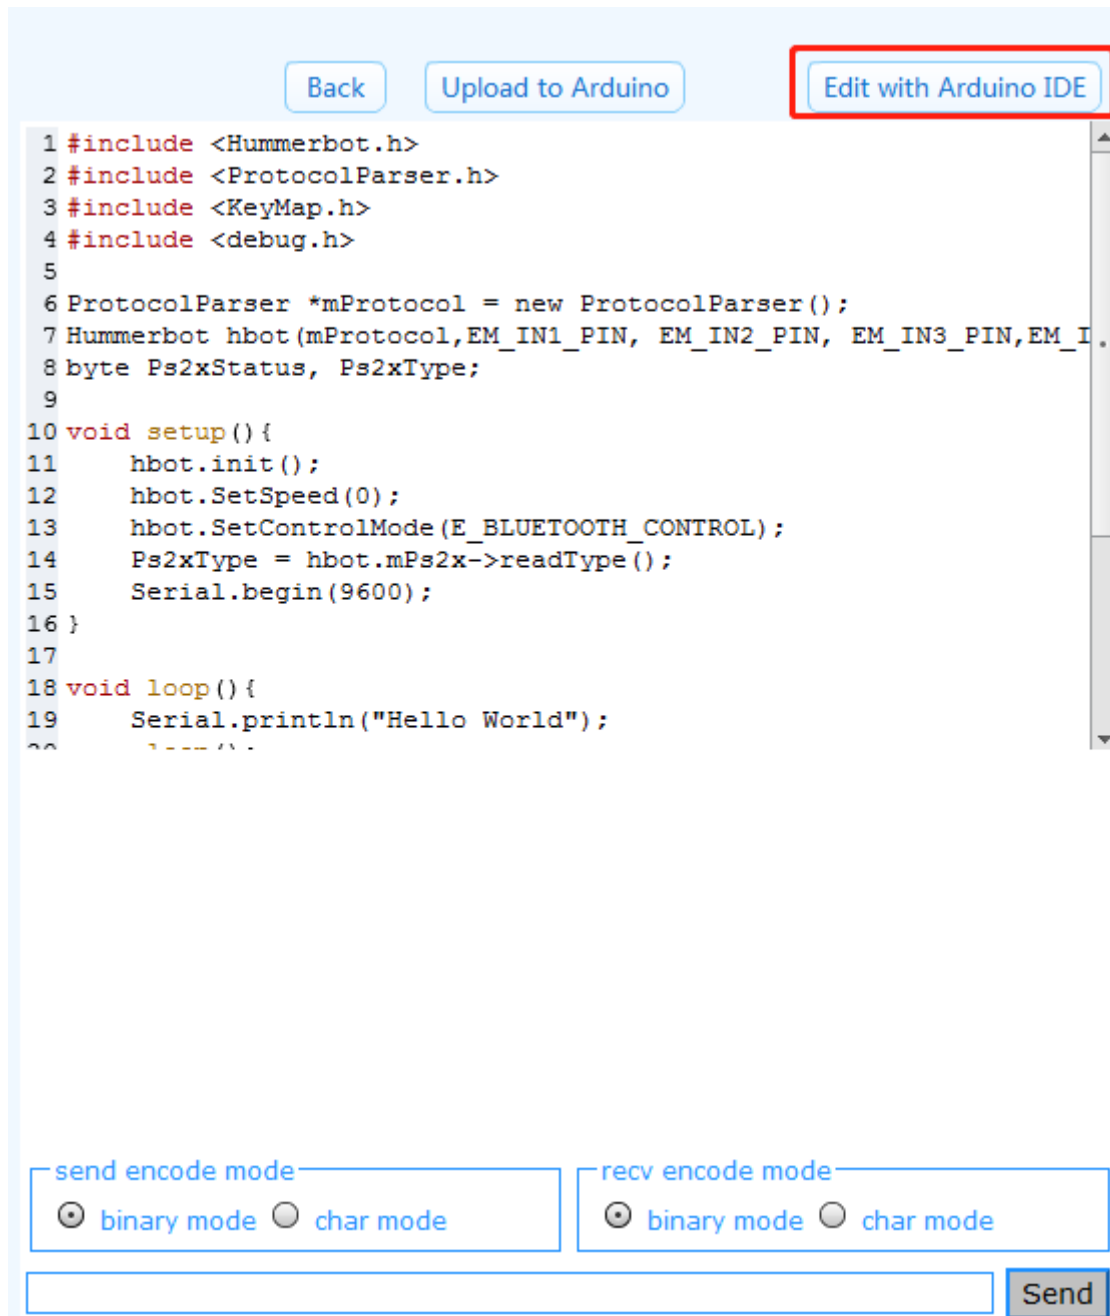 Back Upload to Arduino Edit with Arduino IDE
1 #include <Hummerbot.h>
2 #include <ProtocolParser.h>
3 #include <KeyMap.h>
4 #include <debug.h>
5
6 ProtocolParser *mProtocol = new ProtocolParser();
7 Hummerbot hbot(mProtocol,EM_IN1_PIN, EM_IN2_PIN, EM_IN3_PIN,EM_I
8 byte Ps2xStatus, Ps2xType;
9
10 void setup(){
11     hbot.init();
12     hbot.SetSpeed(0);
13     hbot.SetControlMode(E_BLUETOOTH_CONTROL);
14     Ps2xType = hbot.mPs2x->readType();
15     Serial.begin(9600);
16 }
17
18 void loop(){
19     Serial.println("Hello World");
send encode mode recv encode mode
binary mode char mode binary mode char mode
Send